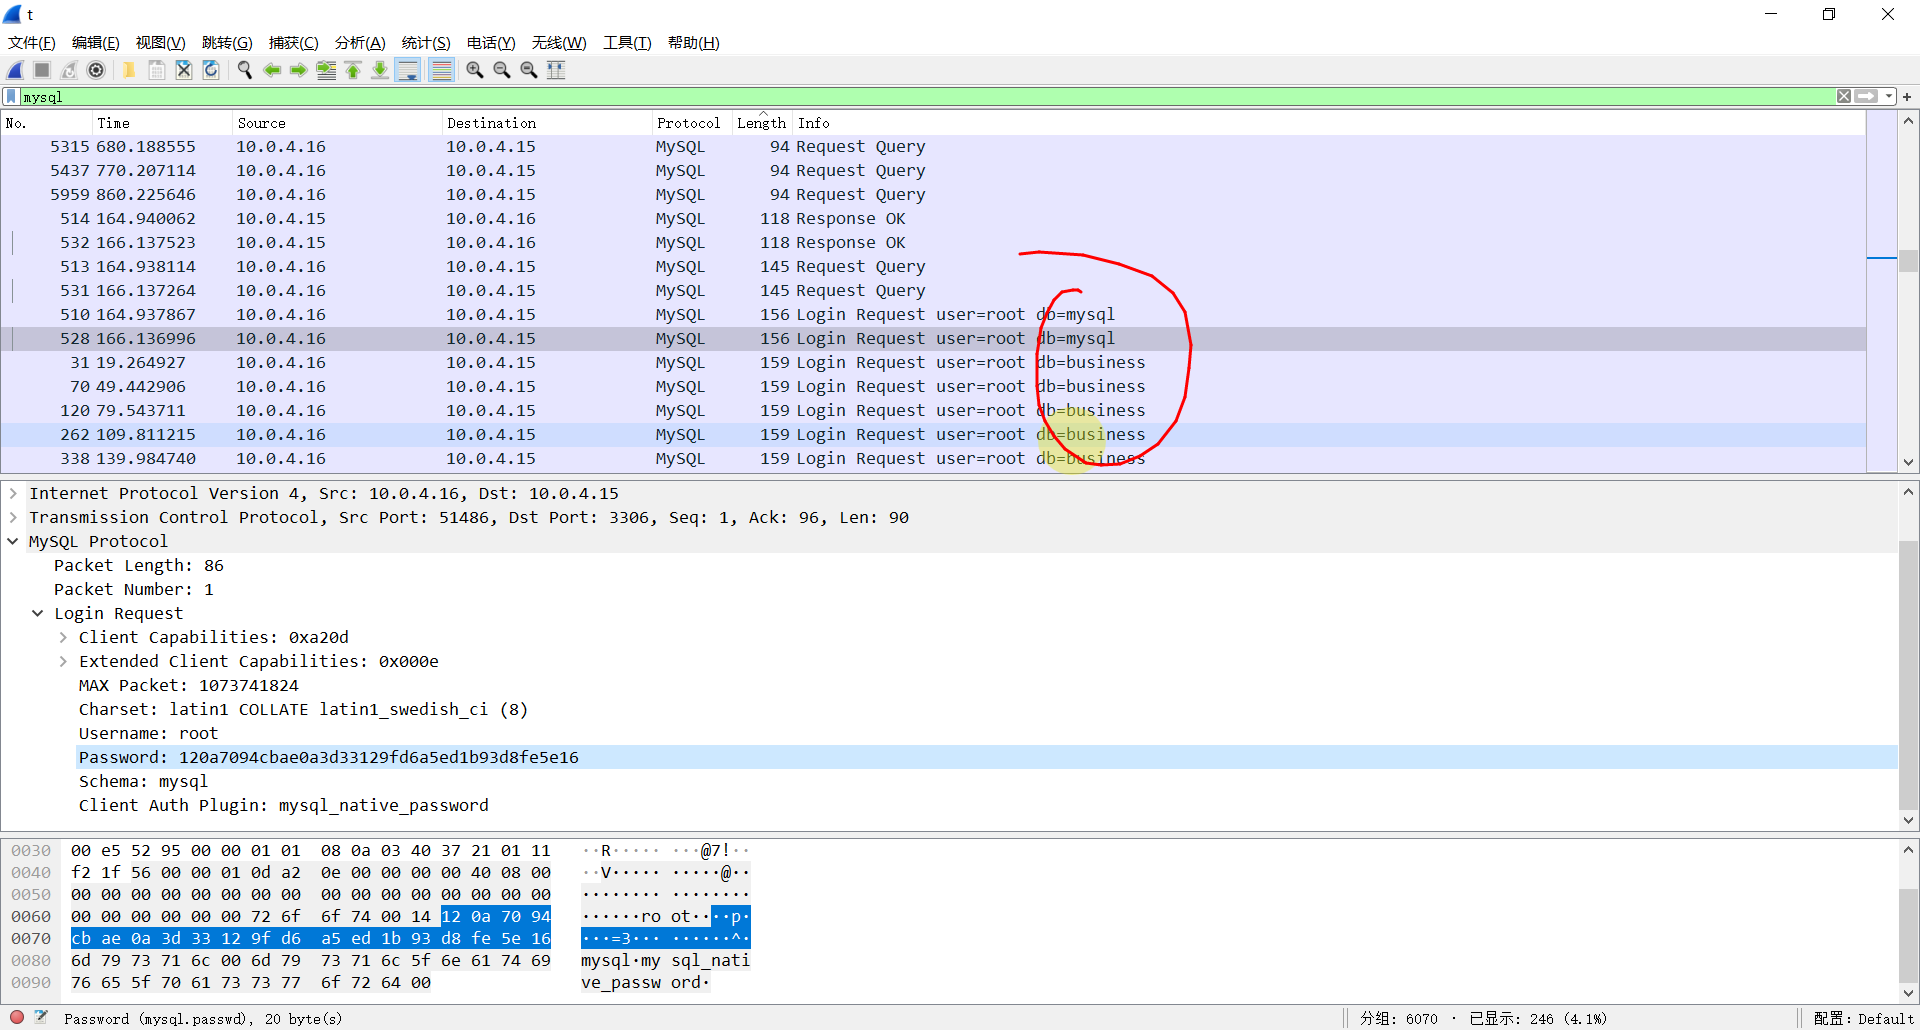 t
文件(F) 编辑(E) 视图(V) 跳转(G) 捕获(C) 分析(A) 统计(S) 电话(Y) 无线(W) 工具(T) 帮助(H)
mysql
No. Time Source Destination Protocol Length Info
5315 680.188555 10.0.4.16 10.0.4.15 MySQL 94 Request Query
5437 770.207114 10.0.4.16 10.0.4.15 MySQL 94 Request Query
5959 860.225646 10.0.4.16 10.0.4.15 MySQL 94 Request Query
514 164.940062 10.0.4.15 10.0.4.16 MySQL 118 Response OK
532 166.137523 10.0.4.15 10.0.4.16 MySQL 118 Response OK
513 164.938114 10.0.4.16 10.0.4.15 MySQL 145 Request Query
531 166.137264 10.0.4.16 10.0.4.15 MySQL 145 Request Query
510 164.937867 10.0.4.16 10.0.4.15 MySQL 156 Login Request user=root db=mysql
528 166.136996 10.0.4.16 10.0.4.15 MySQL 156 Login Request user=root db=mysql
31 19.264927 10.0.4.16 10.0.4.15 MySQL 159 Login Request user=root db=business
70 49.442906 10.0.4.16 10.0.4.15 MySQL 159 Login Request user=root db=business
120 79.543711 10.0.4.16 10.0.4.15 MySQL 159 Login Request user=root db=business
262 109.811215 10.0.4.16 10.0.4.15 MySQL 159 Login Request user=root db=business
338 139.984740 10.0.4.16 10.0.4.15 MySQL 159 Login Request user=root db=business
Internet Protocol Version 4, Src: 10.0.4.16, Dst: 10.0.4.15
Transmission Control Protocol, Src Port: 51486, Dst Port: 3306, Seq: 1, Ack: 96, Len: 90
MySQL Protocol
Packet Length: 86
Packet Number: 1
Login Request
Client Capabilities: 0xa20d
Extended Client Capabilities: 0x000e
MAX Packet: 1073741824
Charset: latin1 COLLATE latin1_swedish_ci (8)
Username: root
Password: 120a7094cbae0a3d33129fd6a5ed1b93d8fe5e16
Schema: mysql
Client Auth Plugin: mysql_native_password
0030 00 e5 52 95 00 00 01 01 08 0a 03 40 37 21 01 11 ··R····· ···@7!··
0040 f2 1f 56 00 00 01 0d a2 0e 00 00 00 00 40 08 00 ··V····· ·····@··
0050 00 00 00 00 00 00 00 00 00 00 00 00 00 00 00 00 ········ ········
0060 00 00 00 00 00 00 72 6f 6f 74 00 14 12 0a 70 94 ······ro ot····p·
0070 cb ae 0a 3d 33 12 9f d6 a5 ed 1b 93 d8 fe 5e 16 ···=3··· ······^·
0080 6d 79 73 71 6c 00 6d 79 73 71 6c 5f 6e 61 74 69 mysql·my sql_nati
0090 76 65 5f 70 61 73 73 77 6f 72 64 00 ve_passw ord·
Password (mysql.passwd), 20 byte(s) 分组: 6070 · 已显示: 246 (4.1%) 配置: Default